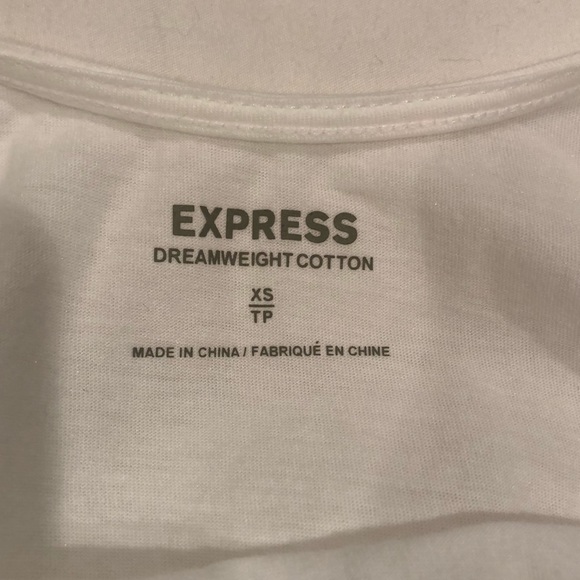 EXPRESS
DREAMWEIGHT COTTON
XS
TP
MADE IN CHINA / FABRIQUÉ EN CHINE